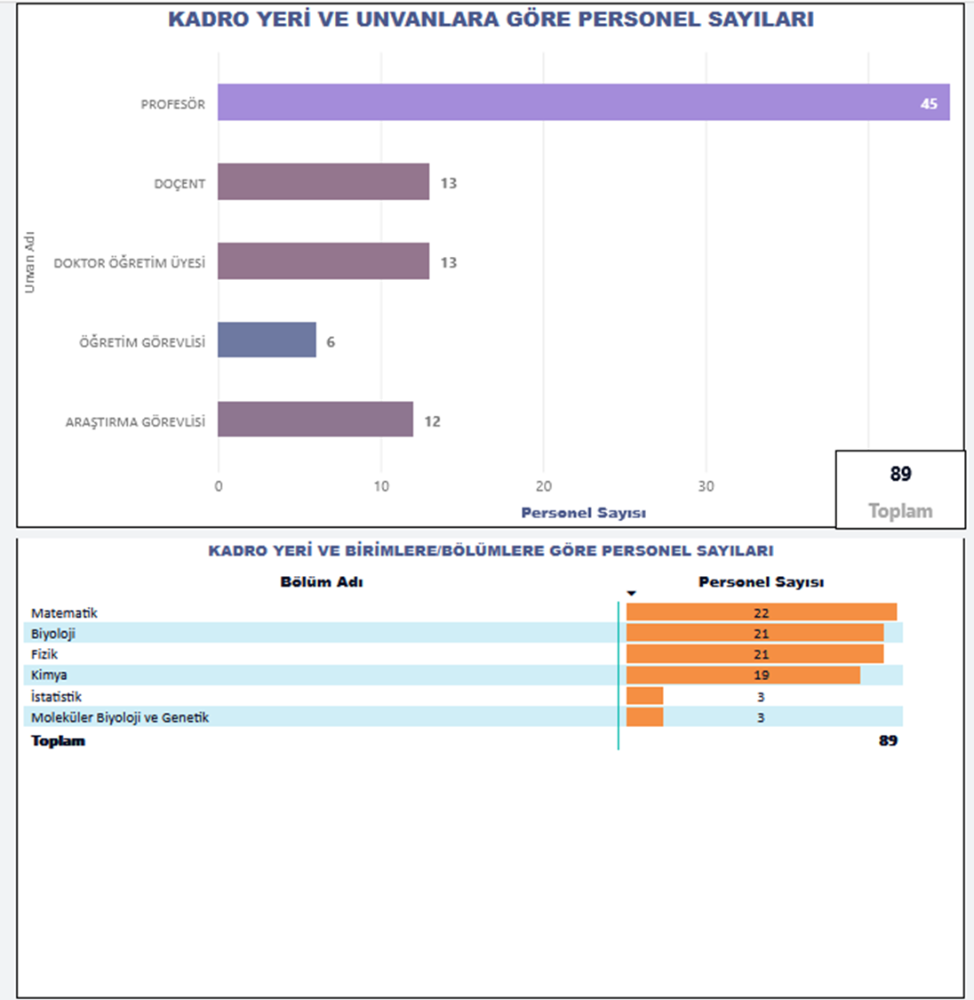 KADRO YERİ VE UNVANLARA GÖRE PERSONEL SAYILARI
Unvan Adı
PROFESÖR 45
DOÇENT 13
DOKTOR ÖĞRETİM ÜYESİ 13
ÖĞRETİM GÖREVLİSİ 6
ARAŞTIRMA GÖREVLİSİ 12
0 10 20 30
Personel Sayısı
89
Toplam
KADRO YERİ VE BİRİMLERE/BÖLÜMLERE GÖRE PERSONEL SAYILARI
Bölüm Adı Personel Sayısı
Matematik 22
Biyoloji 21
Fizik 21
Kimya 19
İstatistik 3
Moleküler Biyoloji ve Genetik 3
Toplam 89